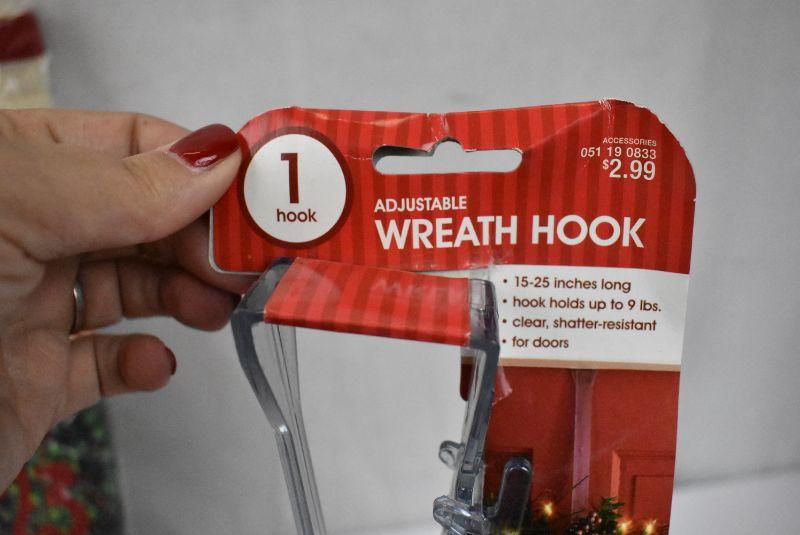 1
hook
ACCESSORIES
051 19 0833
$2.99
ADJUSTABLE
WREATH HOOK
• 15-25 inches long
• hook holds up to 9 lbs.
• clear, shatter-resistant
• for doors